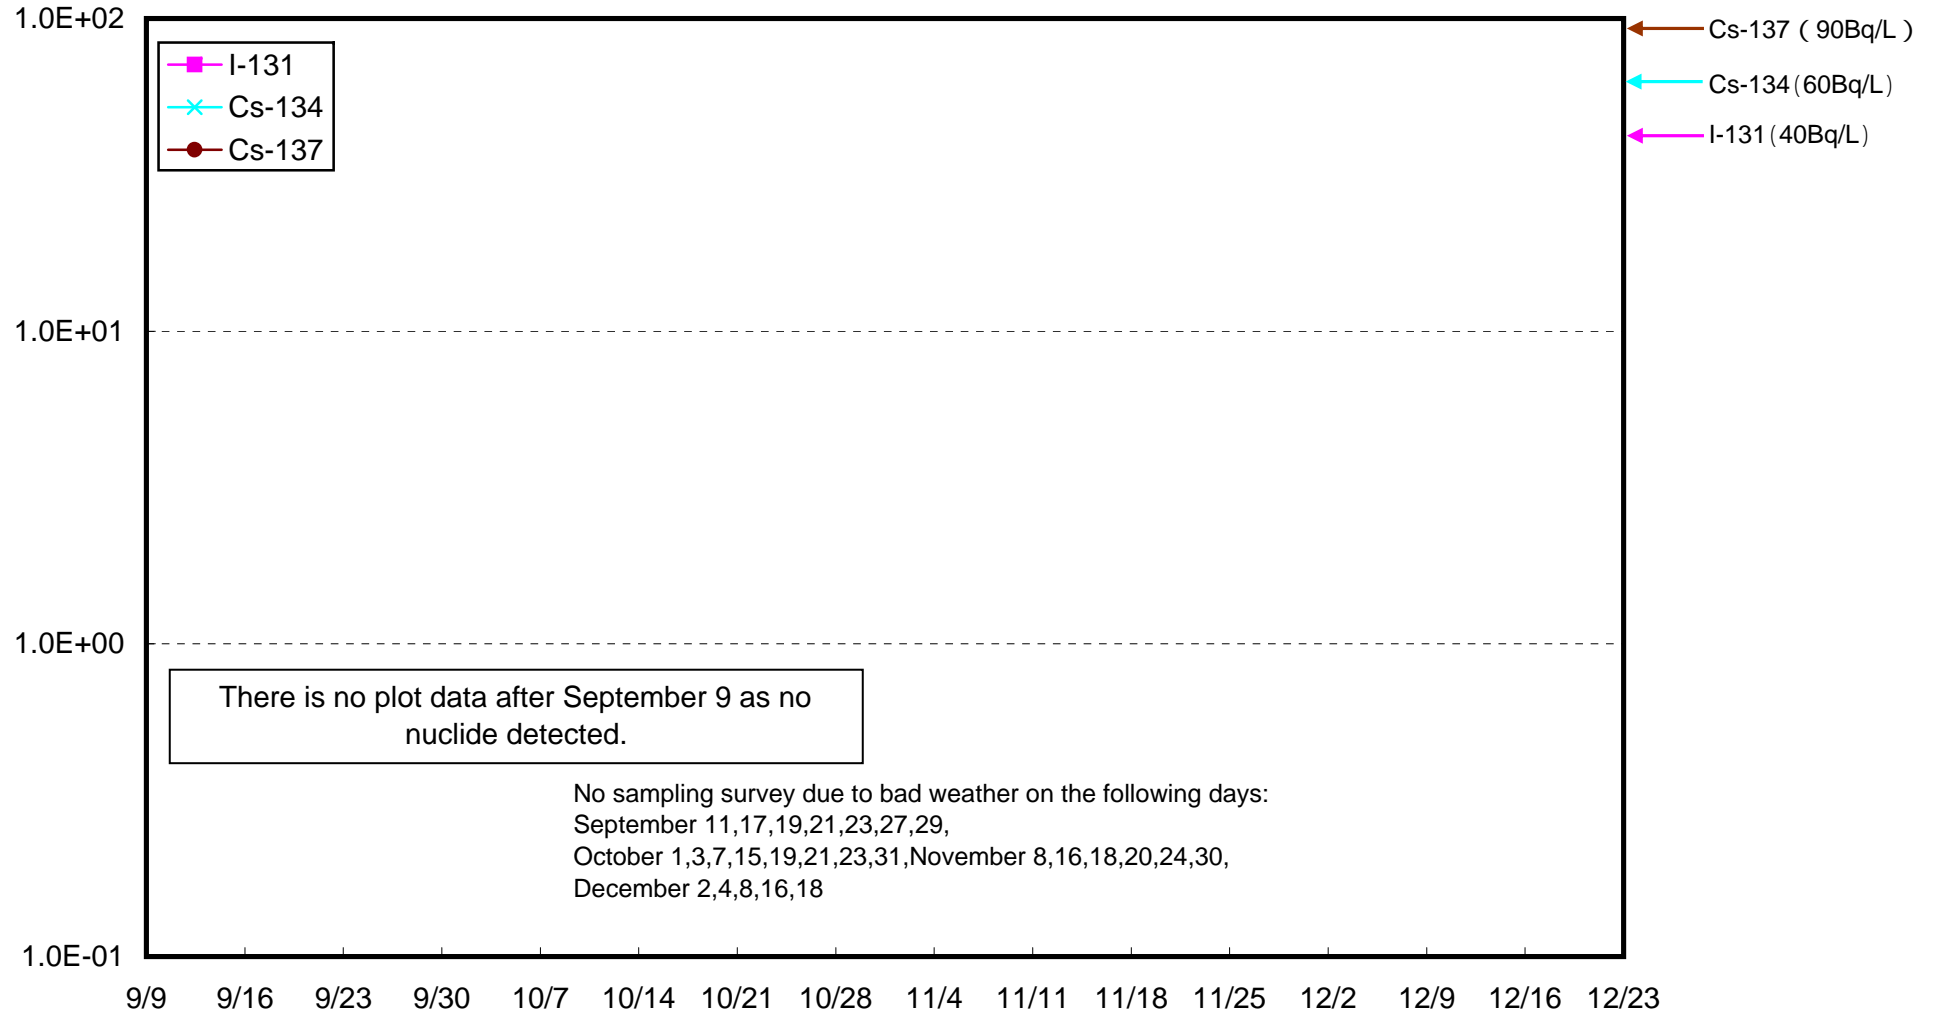 1.0E+02
1.0E+01
1.0E+00
1.0E-01
I-131
Cs-134
Cs-137
Cs-137 ( 90Bq/L )
Cs-134(60Bq/L)
I-131(40Bq/L)
There is no plot data after September 9 as no
nuclide detected.
No sampling survey due to bad weather on the following days:
September 11,17,19,21,23,27,29,
October 1,3,7,15,19,21,23,31,November 8,16,18,20,24,30,
December 2,4,8,16,18
9/9 9/16 9/23 9/30 10/7 10/14 10/21 10/28 11/4 11/11 11/18 11/25 12/2 12/9 12/16 12/23